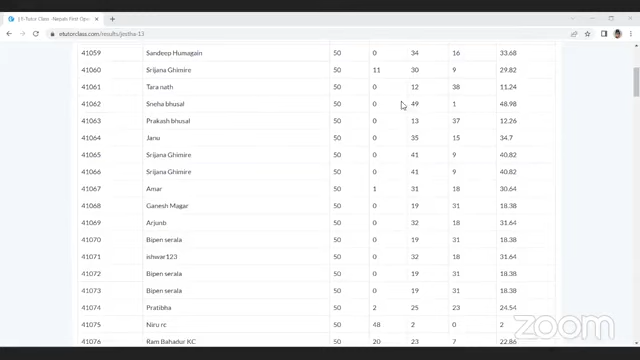 E-Tutor Class -Nepals First Ope
etutorclass.com/results/jestha-13
41059 Sandeep Humagain 50 0 34 16 33.68
41060 Srijana Ghimire 50 11 30 9 29.82
41061 Tara nath 50 0 12 38 11.24
41062 Sneha bhusal 50 0 49 1 48.98
41063 Prakash bhusal 50 0 13 37 12.26
41064 Janu 50 0 35 15 34.7
41065 Srijana Ghimire 50 0 41 9 40.82
41066 Srijana Ghimire 50 0 41 9 40.82
41067 Amar 50 1 31 18 30.64
41068 Ganesh Magar 50 0 19 31 18.38
41069 Arjunb 50 0 32 18 31.64
41070 Bipen serala 50 0 19 31 18.38
41071 ishwar123 50 0 32 18 31.64
41072 Bipen serala 50 0 19 31 18.38
41073 Bipen serala 50 0 19 31 18.38
41074 Pratibha 50 2 25 23 24.54
41075 Niru rc 50 48 2 0 2
41076 Ram Bahadur KC 50 20 23 7 22.86
zoom